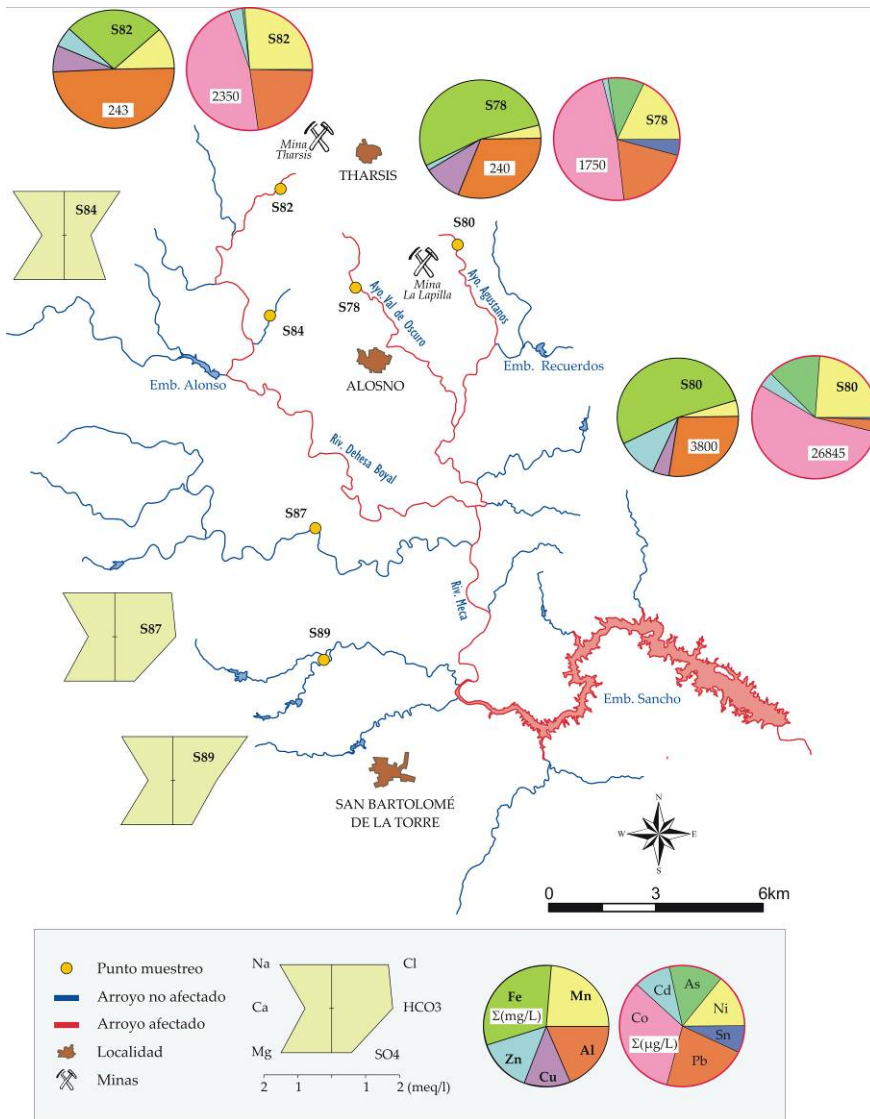 S82
S82
243
2350
S78
S78
240
1750
Mina
Tharsis
THARSIS
S82
S84
S80
Mina
La Lapilla
S78
S84
Ayo. Val de Oscuro
Ayo. Agustanos
Emb. Alonso
ALOSNO
Emb. Recuerdos
S80
S80
3800
26845
Riv. Dehesa Boyal
S87
S87
Riv. Meca
S89
Emb. Sancho
S89
SAN BARTOLOMÉ
DE LA TORRE
N
W
E
S
0
3
6km
Punto muestreo
Arroyo no afectado
Arroyo afectado
Localidad
Minas
Na
Cl
Ca
HCO3
Mg
SO4
2 1 1 2 (meq/l)
Fe
Mn
Σ(mg/L)
Zn
Cu
Al
Cd
As
Co
Ni
Σ(µg/L)
Sn
Pb